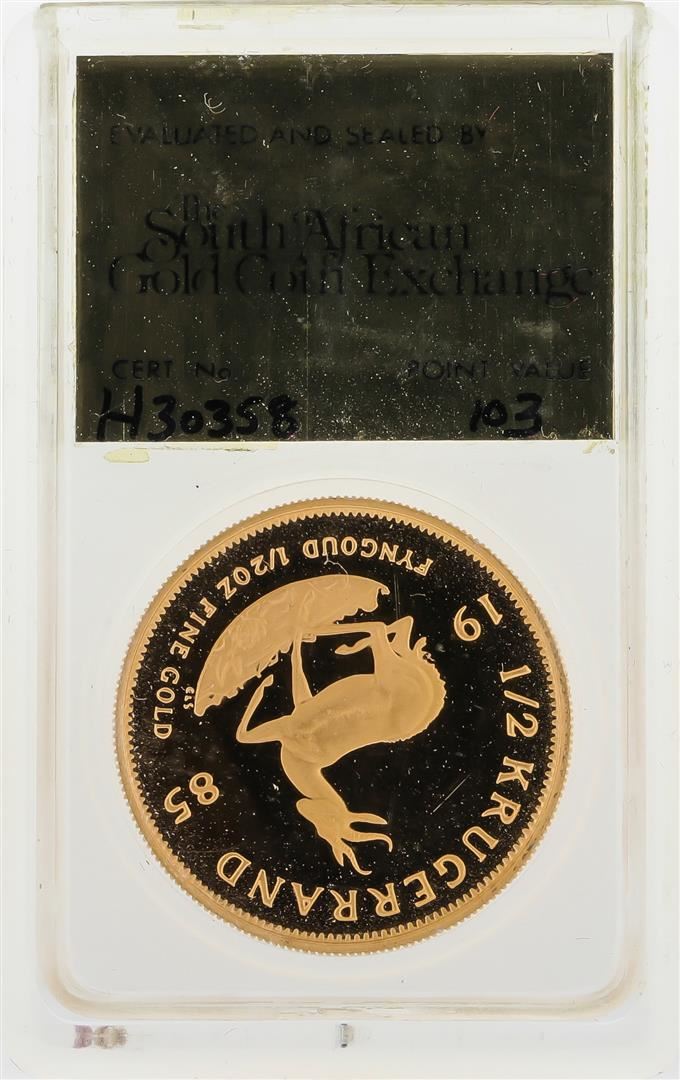 EVALUATED AND SEALED BY
The
South African
Gold Coin Exchange
CERT No. POINT VALUE
H30358 103
1/2 KRUGERRAND
19 85
FYNGOUD 1/2OZ FINE GOLD
CLS